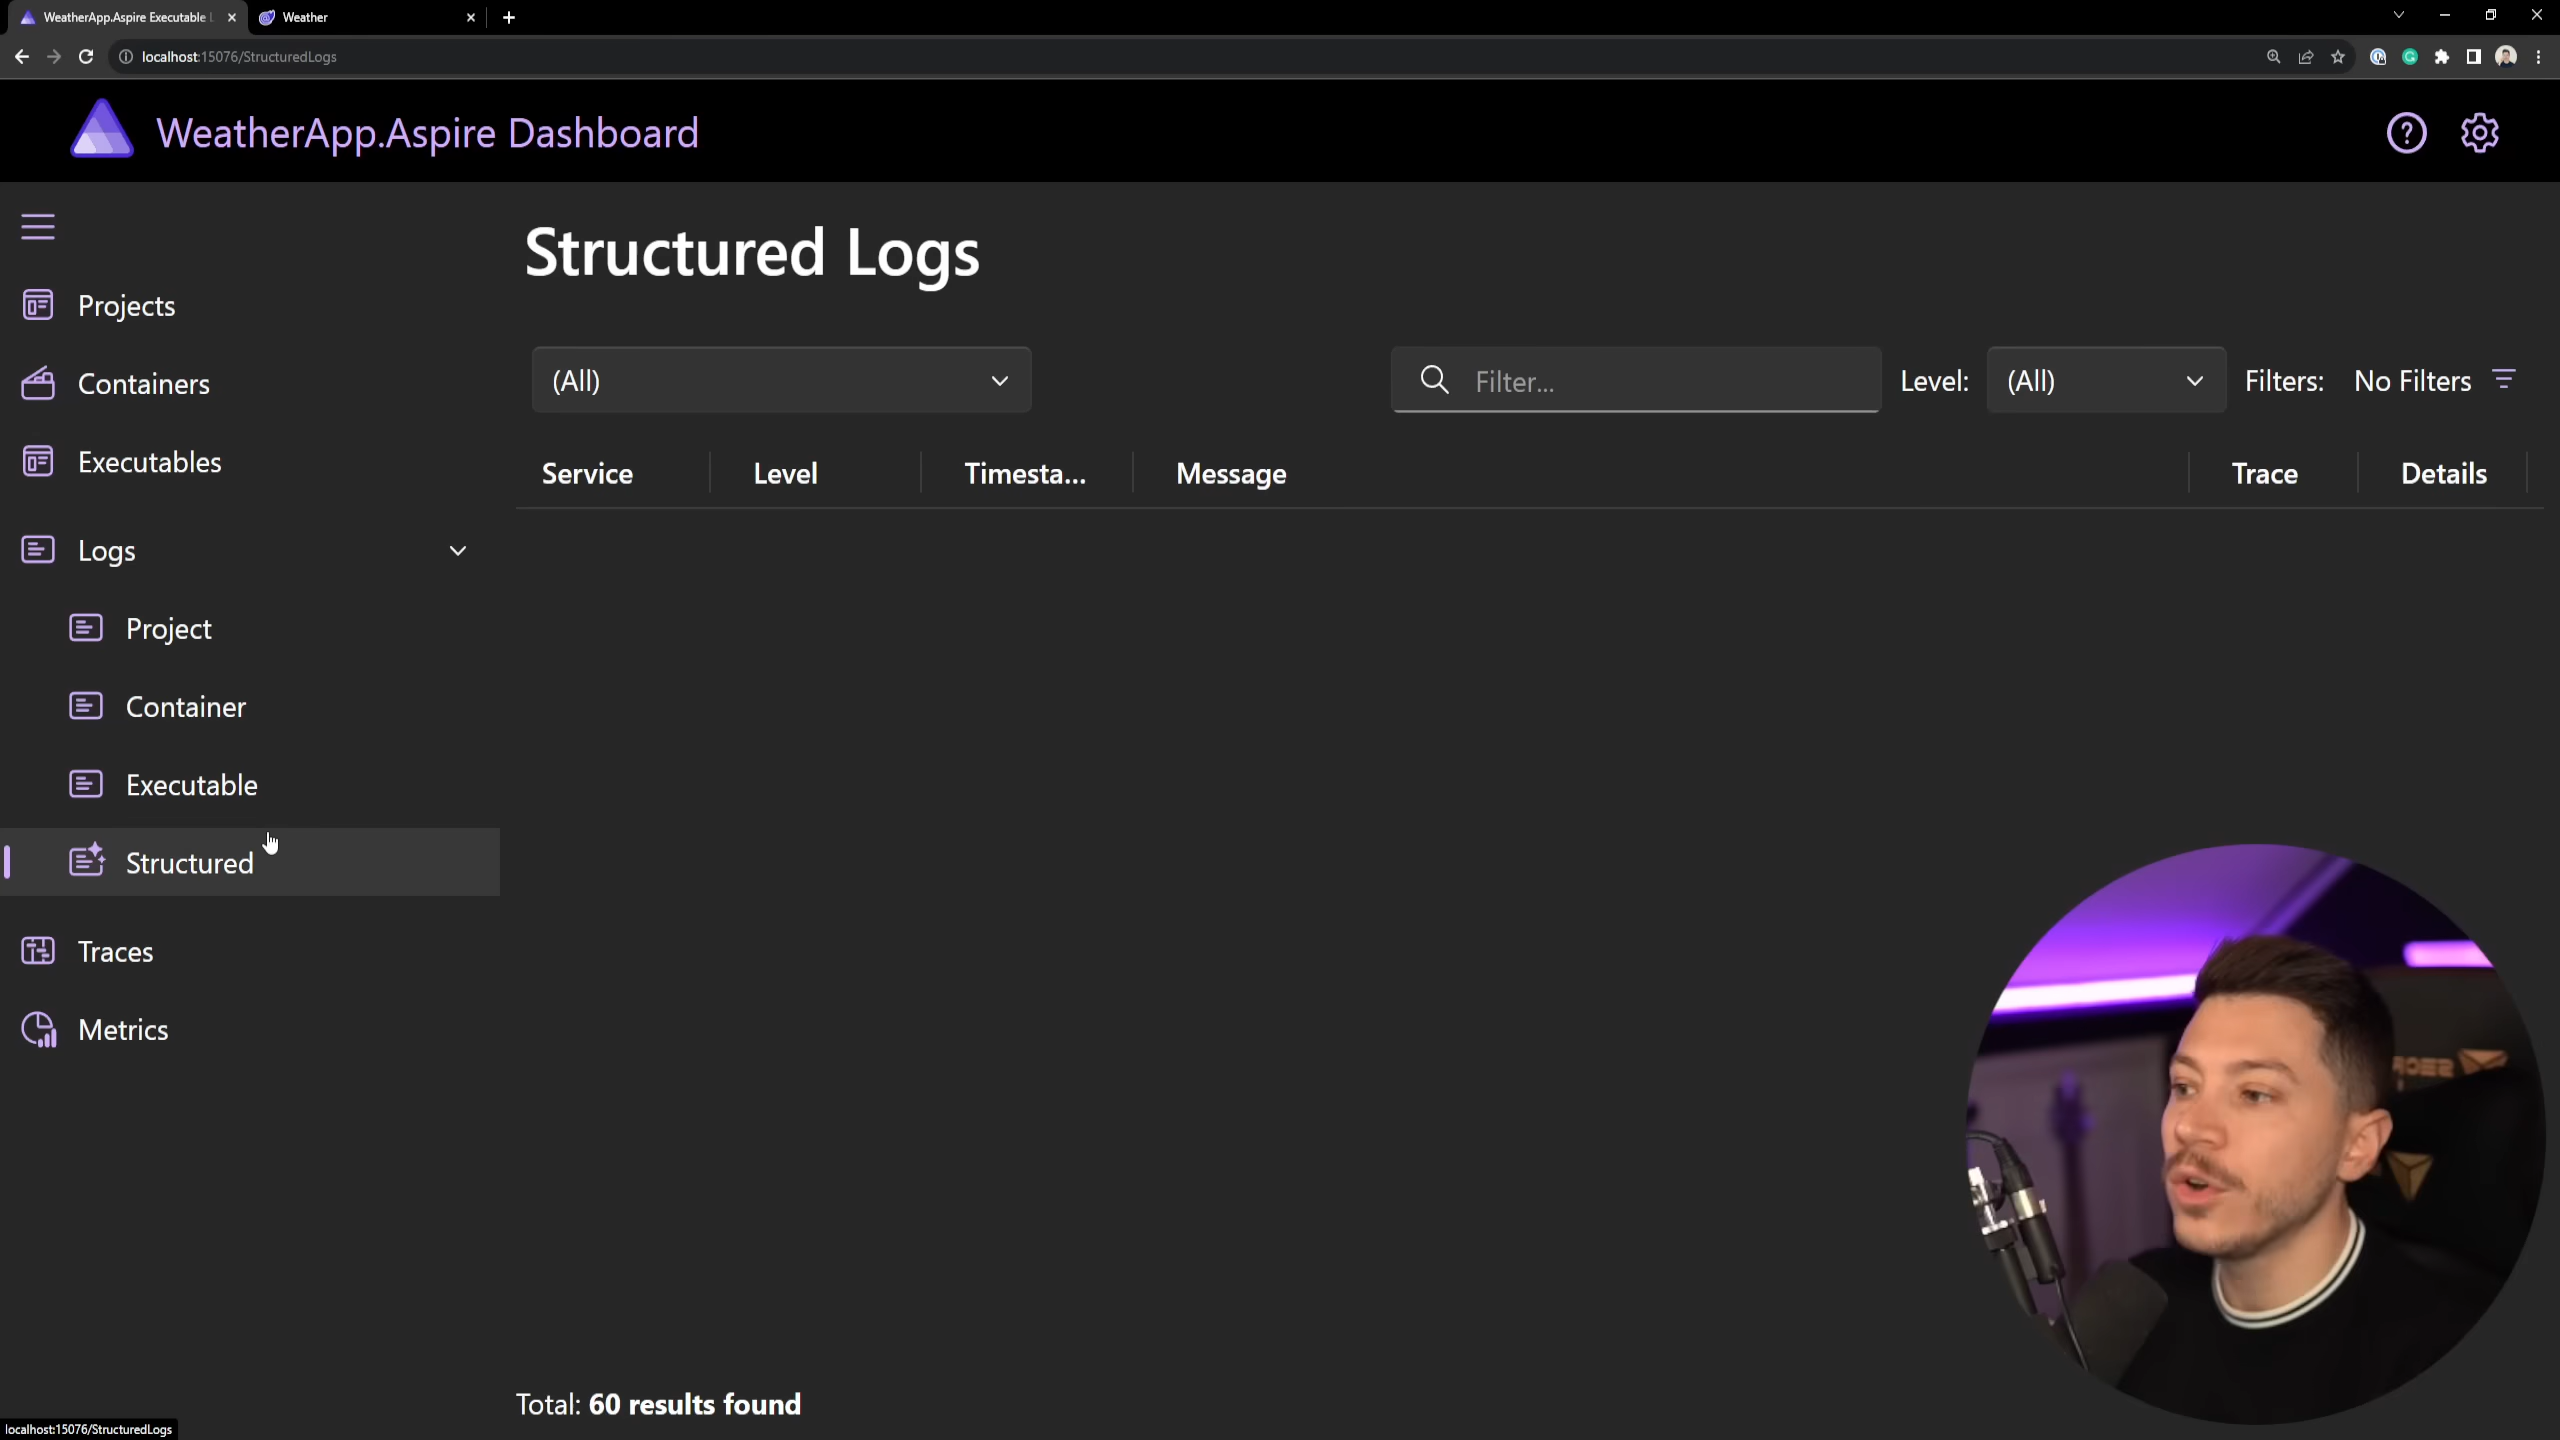 WeatherApp.Aspire Executable
Weather
localhost:15076/StructuredLogs
WeatherApp.Aspire Dashboard
Structured Logs
Projects
Containers
Executables
Logs
Project
Container
Executable
Structured
Traces
Metrics
(All)
Filter...
Level:
(All)
Filters:
No Filters
Service
Level
Timesta...
Message
Trace
Details
Total: 60 results found
localhost:15076/StructuredLogs